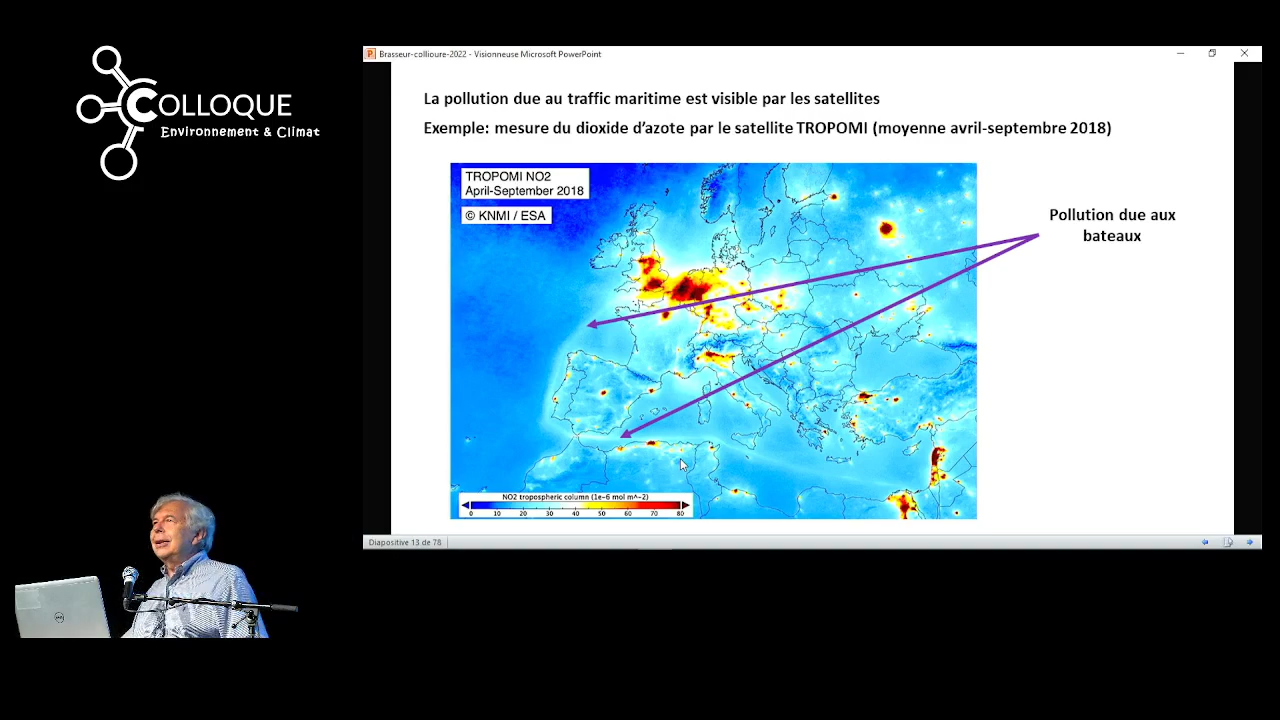 COLLOQUE
Environnement & Climat
Brasseur-collioure-2022 - Visionneuse Microsoft PowerPoint
La pollution due au traffic maritime est visible par les satellites
Exemple: mesure du dioxide d'azote par le satellite TROPOMI (moyenne avril-septembre 2018)
TROPOMI NO2
April-September 2018
© KNMI / ESA
Pollution due aux
bateaux
NO2 tropospheric column (1e-6 mol m^-2)
0 10 20 30 40 50 60 70 80
Diapositive 13 de 78
DELL